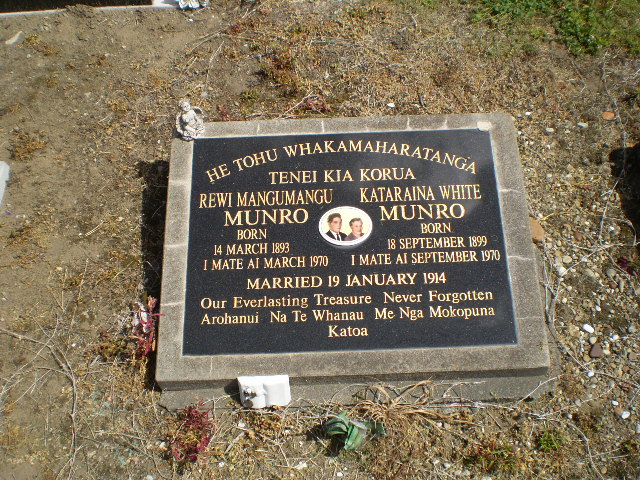 HE TOHU WHAKAMAHARATANGA
TENEI KIA KORUA
REWI MANGUMANGU KATARAINA WHITE
MUNRO MUNRO
BORN BORN
14 MARCH 1893 18 SEPTEMBER 1899
I MATE AI MARCH 1970 I MATE AI SEPTEMBER 1970
MARRIED 19 JANUARY 1914
Our Everlasting Treasure Never Forgotten
Arohanui Na Te Whanau Me Nga Mokopuna
Katoa